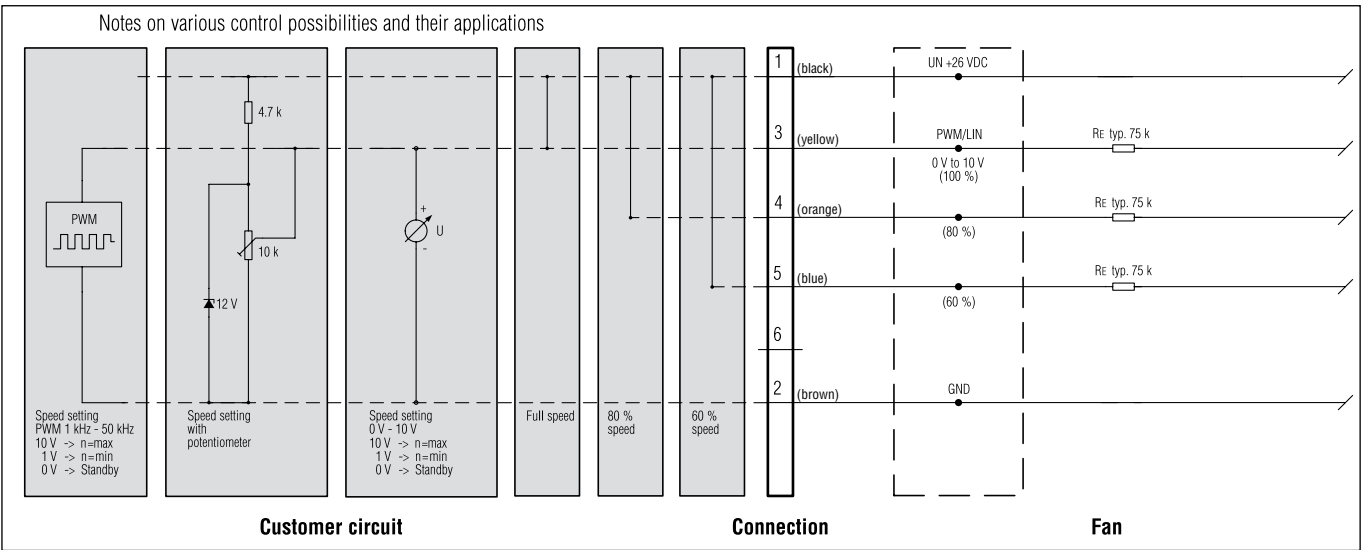 Notes on various control possibilities and their applications
PWM
Speed setting
PWM 1 kHz - 50 kHz
10 V -> n=max
1 V -> n=min
0 V -> Standby
4.7 k
10 k
12 V
Speed setting
with
potentiometer
+
U
-
Speed setting
0 V - 10 V
10 V -> n=max
1 V -> n=min
0 V -> Standby
Full speed
80 %
speed
60 %
speed
1 (black)
3 (yellow)
4 (orange)
5 (blue)
6
2 (brown)
UN +26 VDC
PWM/LIN
0 V to 10 V
(100 %)
(80 %)
(60 %)
GND
RE typ. 75 k
RE typ. 75 k
RE typ. 75 k
Customer circuit
Connection
Fan